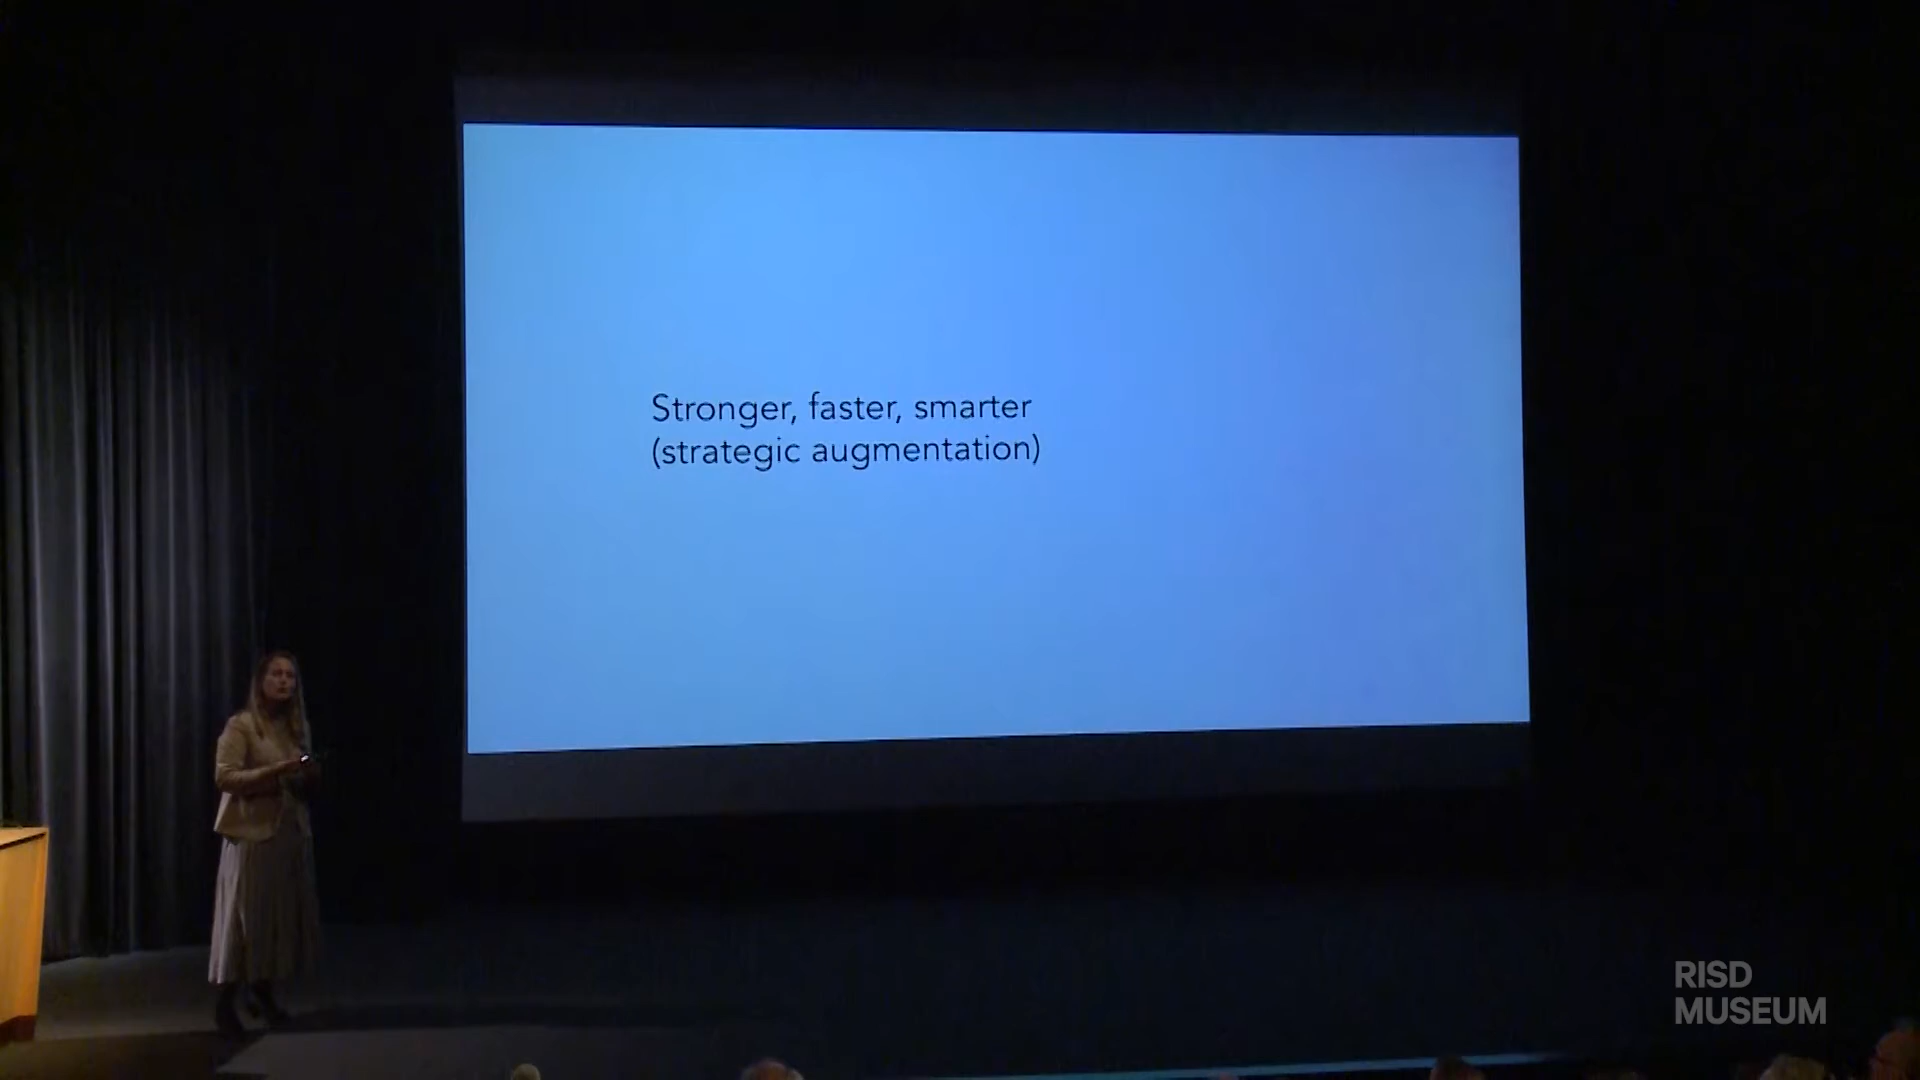 Stronger, faster, smarter
(strategic augmentation)
RISD
MUSEUM